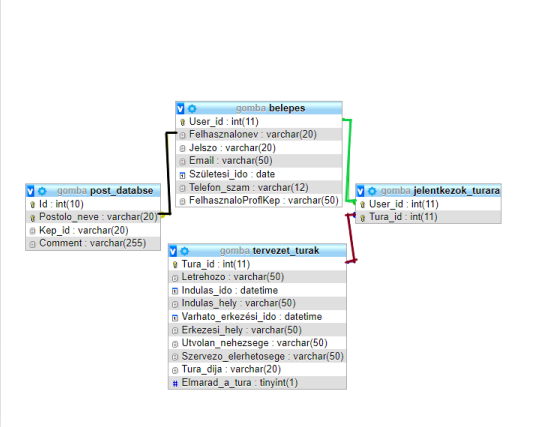 gomba belepes
User_id : int(11)
Felhasznalonev : varchar(20)
Jelszo : varchar(20)
Email : varchar(50)
Születesi_ido : date
Telefon_szam : varchar(12)
FelhasznaloProflKep : varchar(50)
gomba post_databse
Id : int(10)
Postolo_neve : varchar(20)
Kep_id : varchar(20)
Comment : varchar(255)
gomba jelentkezok_turara
User_id : int(11)
Tura_id : int(11)
gomba tervezet_turak
Tura_id : int(11)
Letrehozo : varchar(50)
Indulas_ido : datetime
Indulas_hely : varchar(50)
Varhato_erkezési_ido : datetime
Erkezesi_hely : varchar(50)
Utvolan_nehezsege : varchar(50)
Szervezo_elerhetosege : varchar(50)
Tura_dija : varchar(20)
# Elmarad_a_tura : tinyint(1)